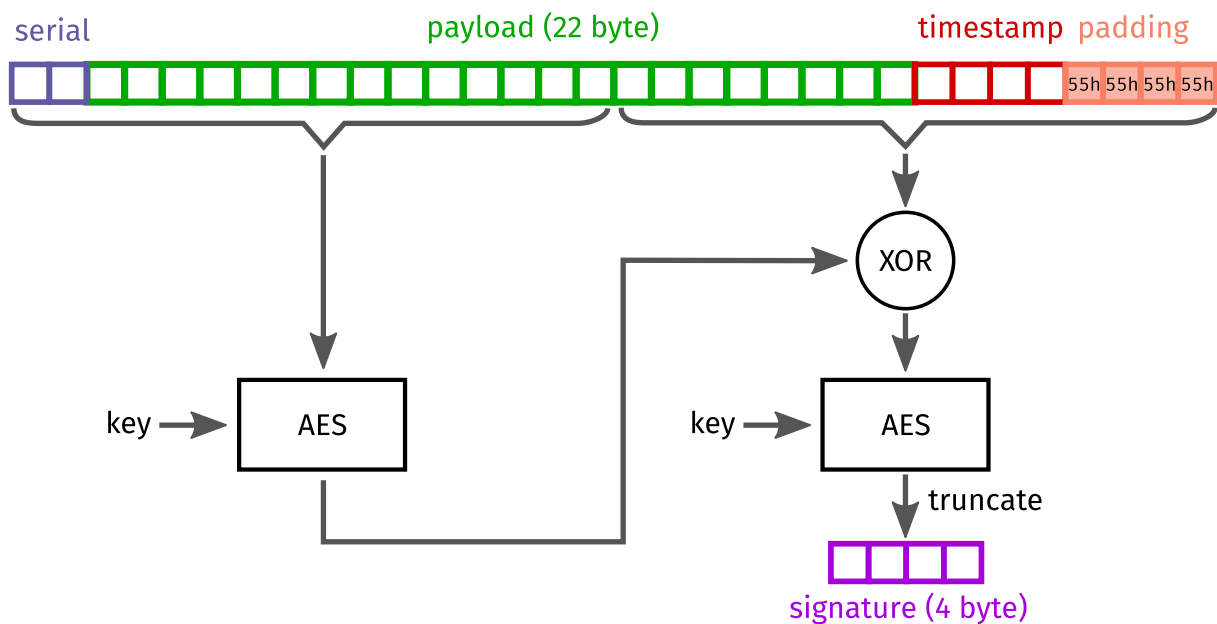 serial payload (22 byte) timestamp padding
55h 55h 55h 55h
XOR
key AES key AES
truncate
signature (4 byte)